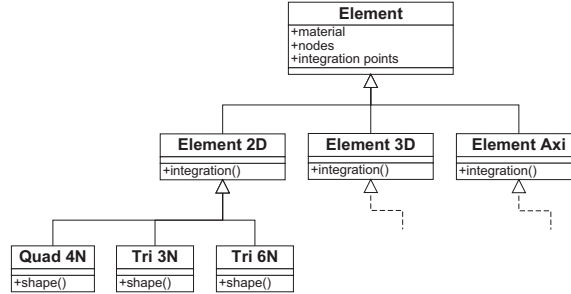 Element
+material
+nodes
+integration points
Element 2D
+integration()
Element 3D
+integration()
Element Axi
+integration()
Quad 4N
+shape()
Tri 3N
+shape()
Tri 6N
+shape()